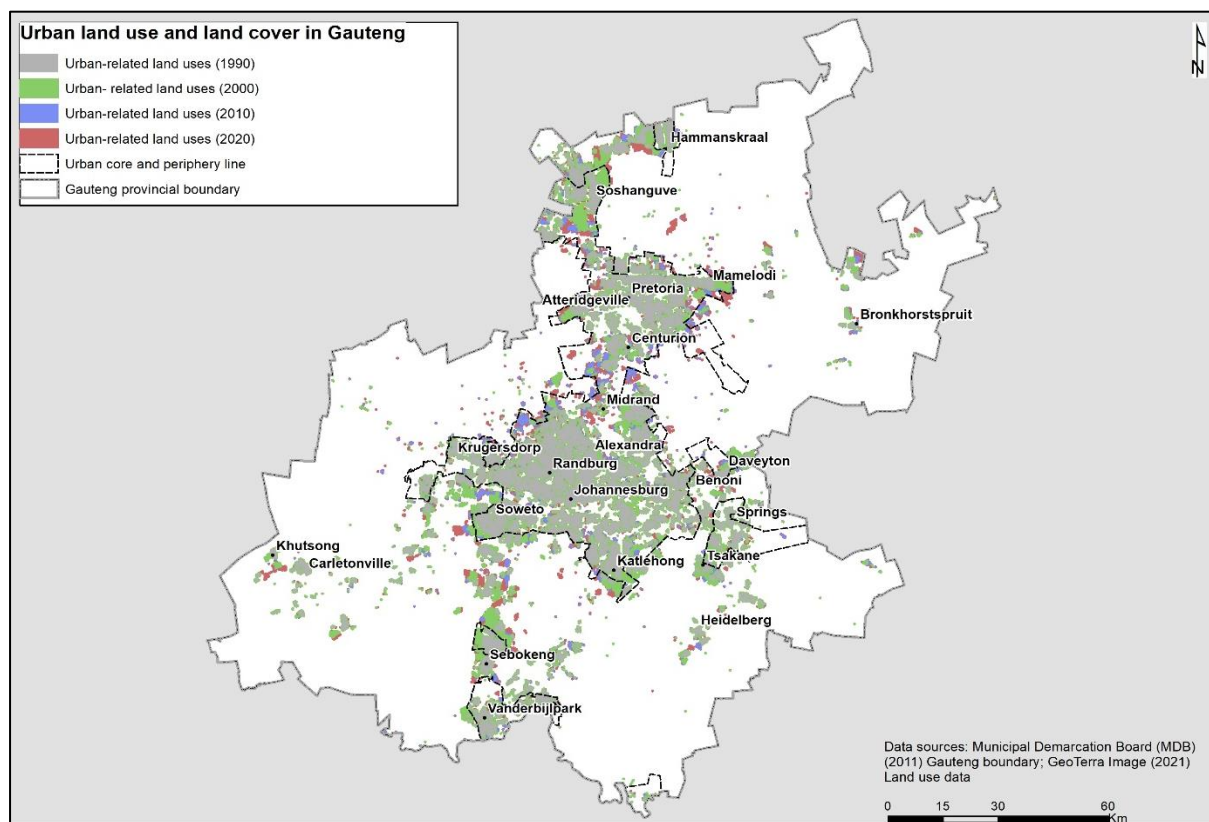 Urban land use and land cover in Gauteng
Urban-related land uses (1990)
Urban- related land uses (2000)
Urban-related land uses (2010)
Urban-related land uses (2020)
Urban core and periphery line
Gauteng provincial boundary
N
Hammanskraal
Soshanguve
Mamelodi
Pretoria
Atteridgeville
Bronkhorstspruit
Centurion
Midrand
Alexandra
Krugersdorp
Randburg
Daveyton
Benoni
Johannesburg
Soweto
Springs
Khutsong
Carletonville
Katlehong
Tsakane
Heidelberg
Sebokeng
Vanderbijlpark
Data sources: Municipal Demarcation Board (MDB)
(2011) Gauteng boundary; GeoTerra Image (2021)
Land use data
0 15 30 60
Km